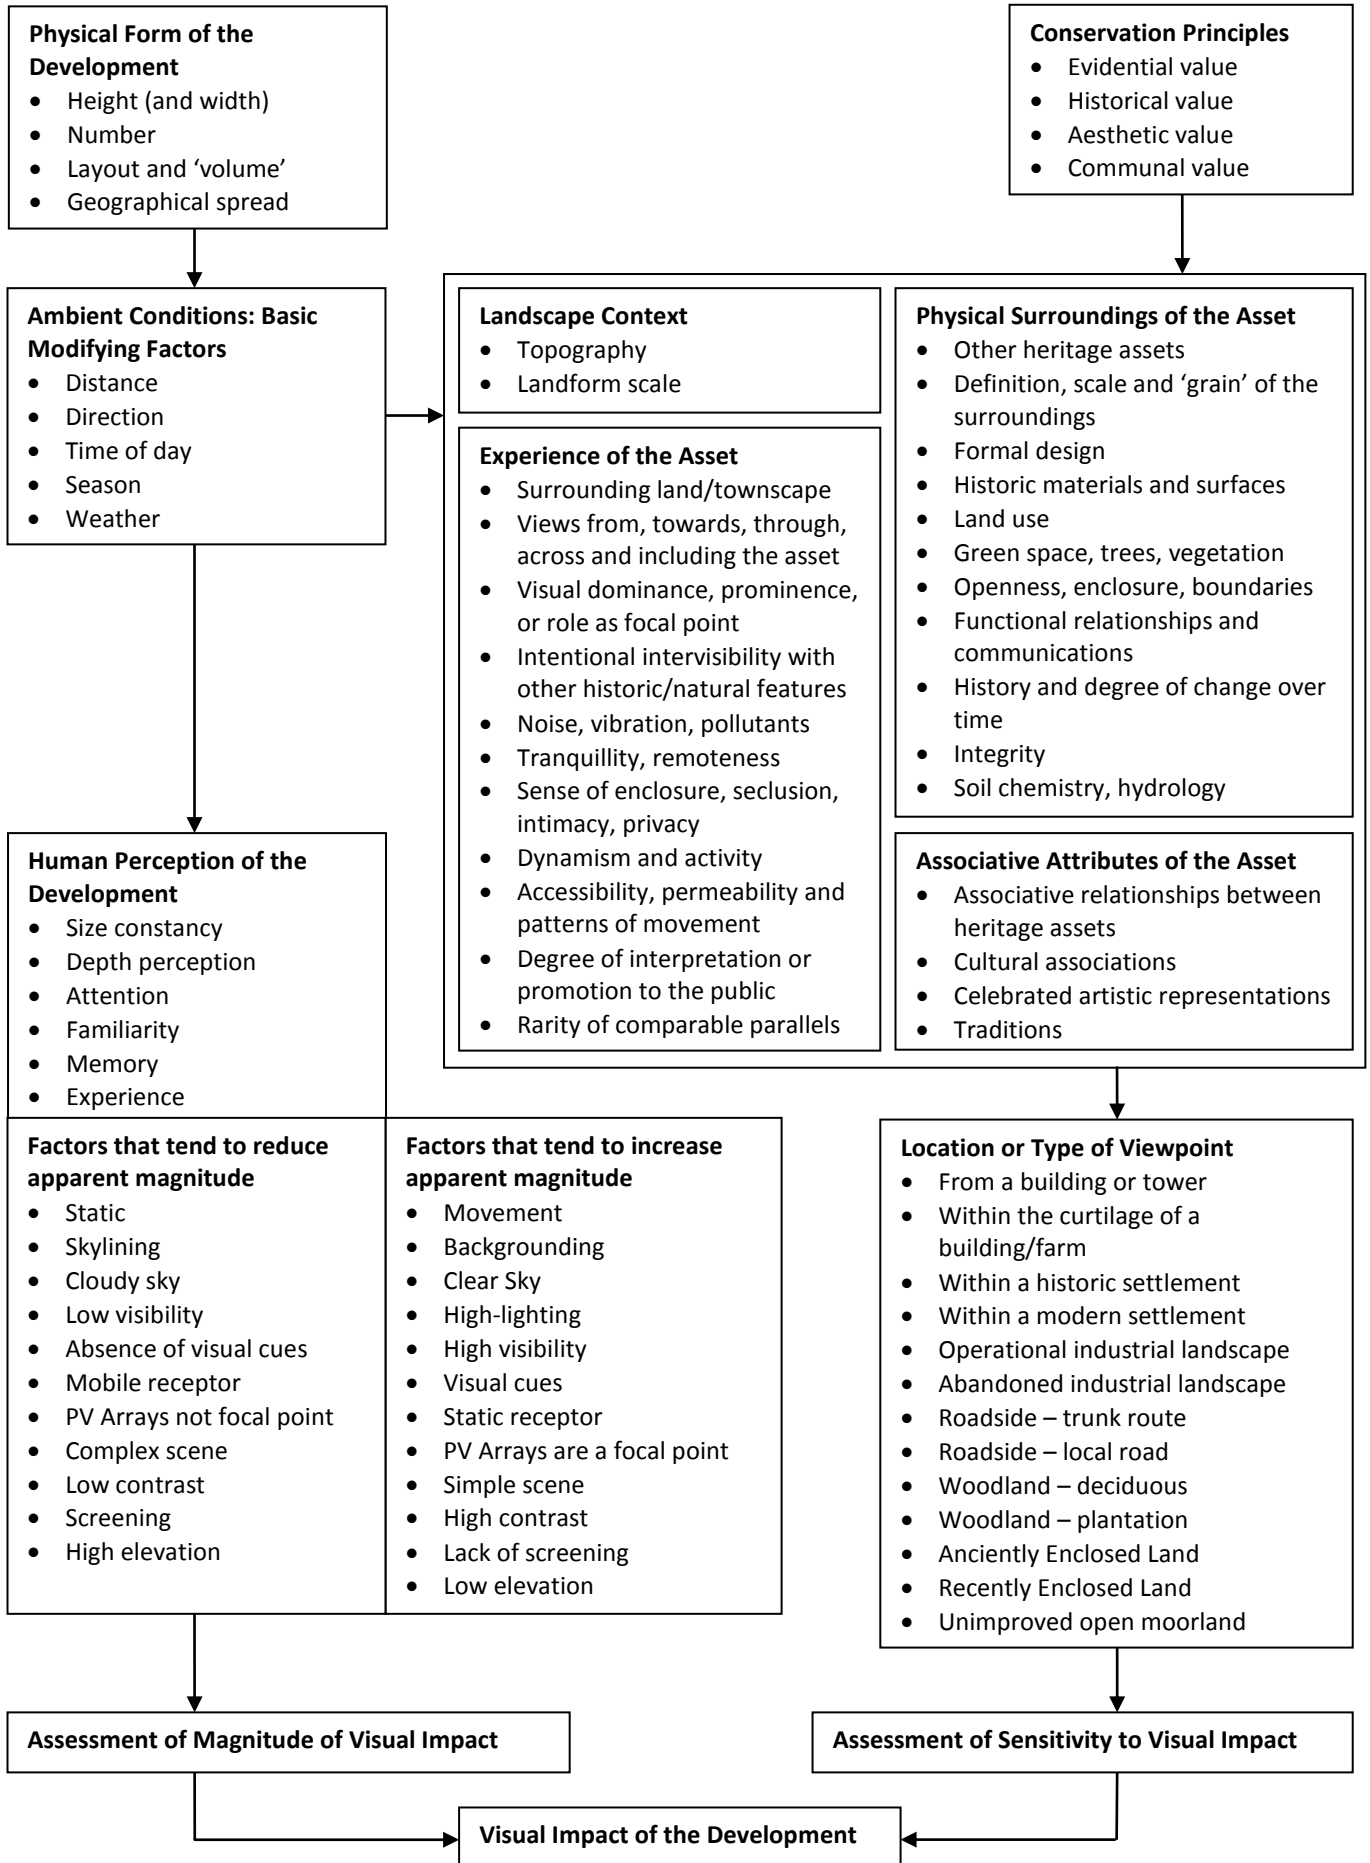 Physical Form of the
Development
• Height (and width)
• Number
• Layout and ‘volume’
• Geographical spread
Conservation Principles
• Evidential value
• Historical value
• Aesthetic value
• Communal value
Ambient Conditions: Basic
Modifying Factors
• Distance
• Direction
• Time of day
• Season
• Weather
Landscape Context
• Topography
• Landform scale
Experience of the Asset
• Surrounding land/townscape
• Views from, towards, through,
across and including the asset
• Visual dominance, prominence,
or role as focal point
• Intentional intervisibility with
other historic/natural features
• Noise, vibration, pollutants
• Tranquillity, remoteness
• Sense of enclosure, seclusion,
intimacy, privacy
• Dynamism and activity
• Accessibility, permeability and
patterns of movement
• Degree of interpretation or
promotion to the public
• Rarity of comparable parallels
Physical Surroundings of the Asset
• Other heritage assets
• Definition, scale and ‘grain’ of the
surroundings
• Formal design
• Historic materials and surfaces
• Land use
• Green space, trees, vegetation
• Openness, enclosure, boundaries
• Functional relationships and
communications
• History and degree of change over
time
• Integrity
• Soil chemistry, hydrology
Associative Attributes of the Asset
• Associative relationships between
heritage assets
• Cultural associations
• Celebrated artistic representations
• Traditions
Human Perception of the
Development
• Size constancy
• Depth perception
• Attention
• Familiarity
• Memory
• Experience
Factors that tend to reduce
apparent magnitude
• Static
• Skylining
• Cloudy sky
• Low visibility
• Absence of visual cues
• Mobile receptor
• PV Arrays not focal point
• Complex scene
• Low contrast
• Screening
• High elevation
Factors that tend to increase
apparent magnitude
• Movement
• Backgrounding
• Clear Sky
• High-lighting
• High visibility
• Visual cues
• Static receptor
• PV Arrays are a focal point
• Simple scene
• High contrast
• Lack of screening
• Low elevation
Location or Type of Viewpoint
• From a building or tower
• Within the curtilage of a
building/farm
• Within a historic settlement
• Within a modern settlement
• Operational industrial landscape
• Abandoned industrial landscape
• Roadside – trunk route
• Roadside – local road
• Woodland – deciduous
• Woodland – plantation
• Anciently Enclosed Land
• Recently Enclosed Land
• Unimproved open moorland
Assessment of Magnitude of Visual Impact
Assessment of Sensitivity to Visual Impact
Visual Impact of the Development